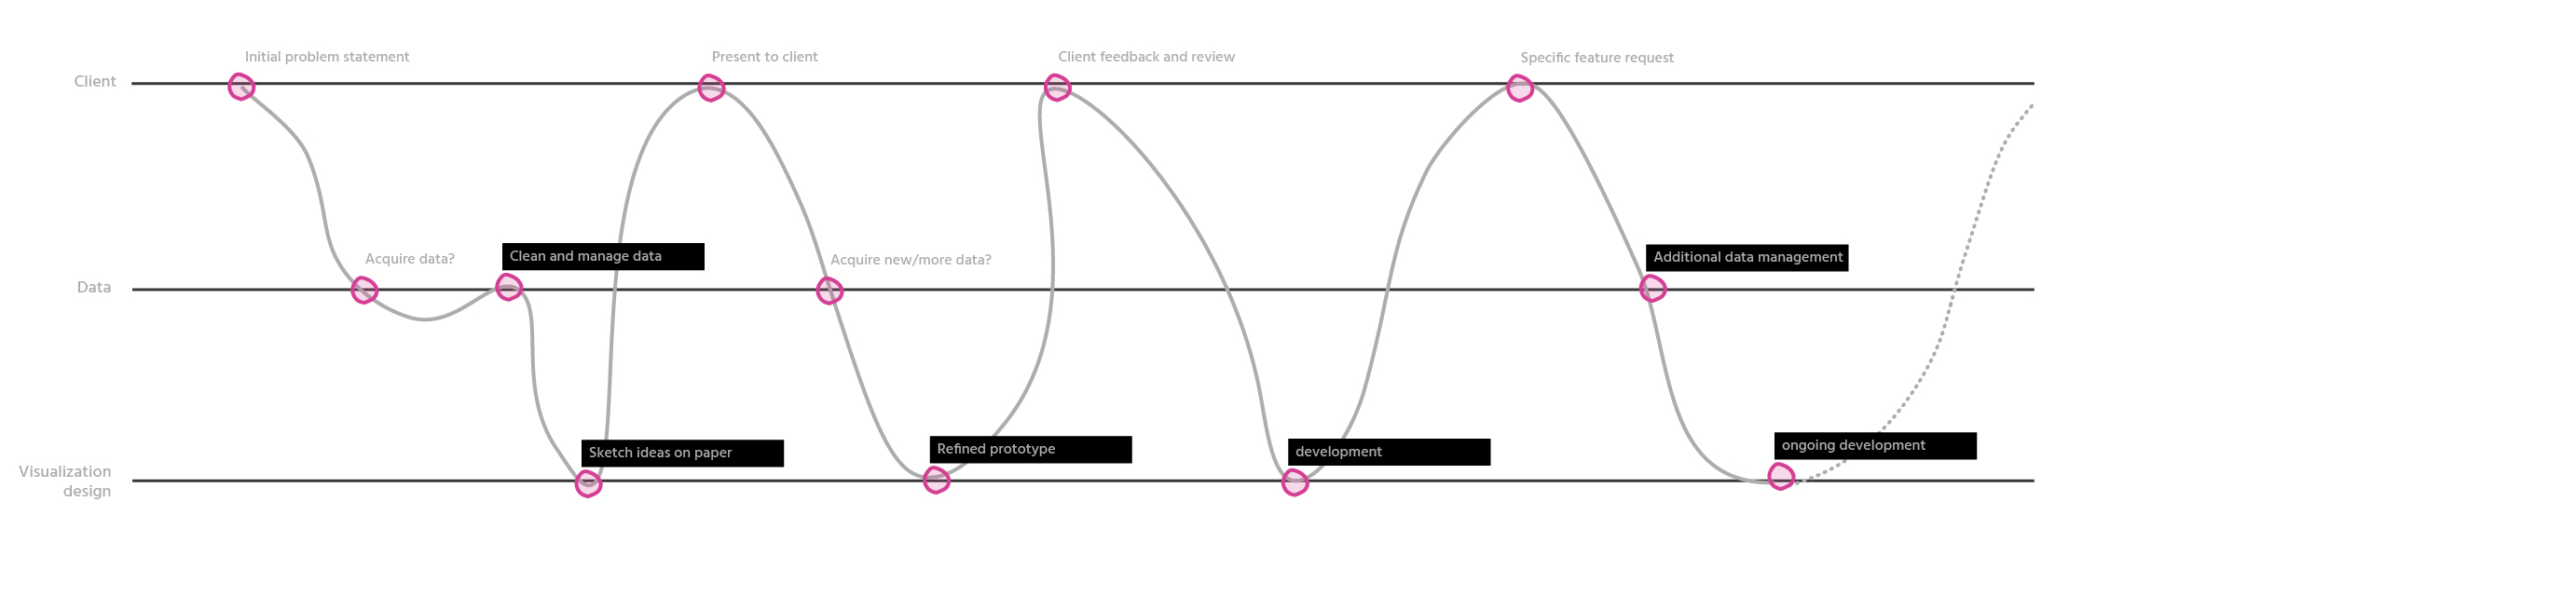 Initial problem statement
Present to client
Client feedback and review
Specific feature request
Client
Acquire data?
Clean and manage data
Acquire new/more data?
Additional data management
Data
Sketch ideas on paper
Refined prototype
development
ongoing development
Visualization
design